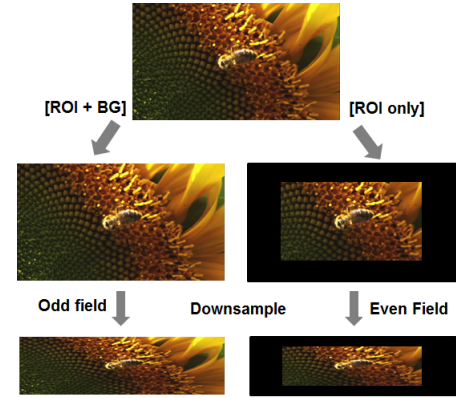 [ROI + BG]
[ROI only]
Odd field
Downsample
Even Field